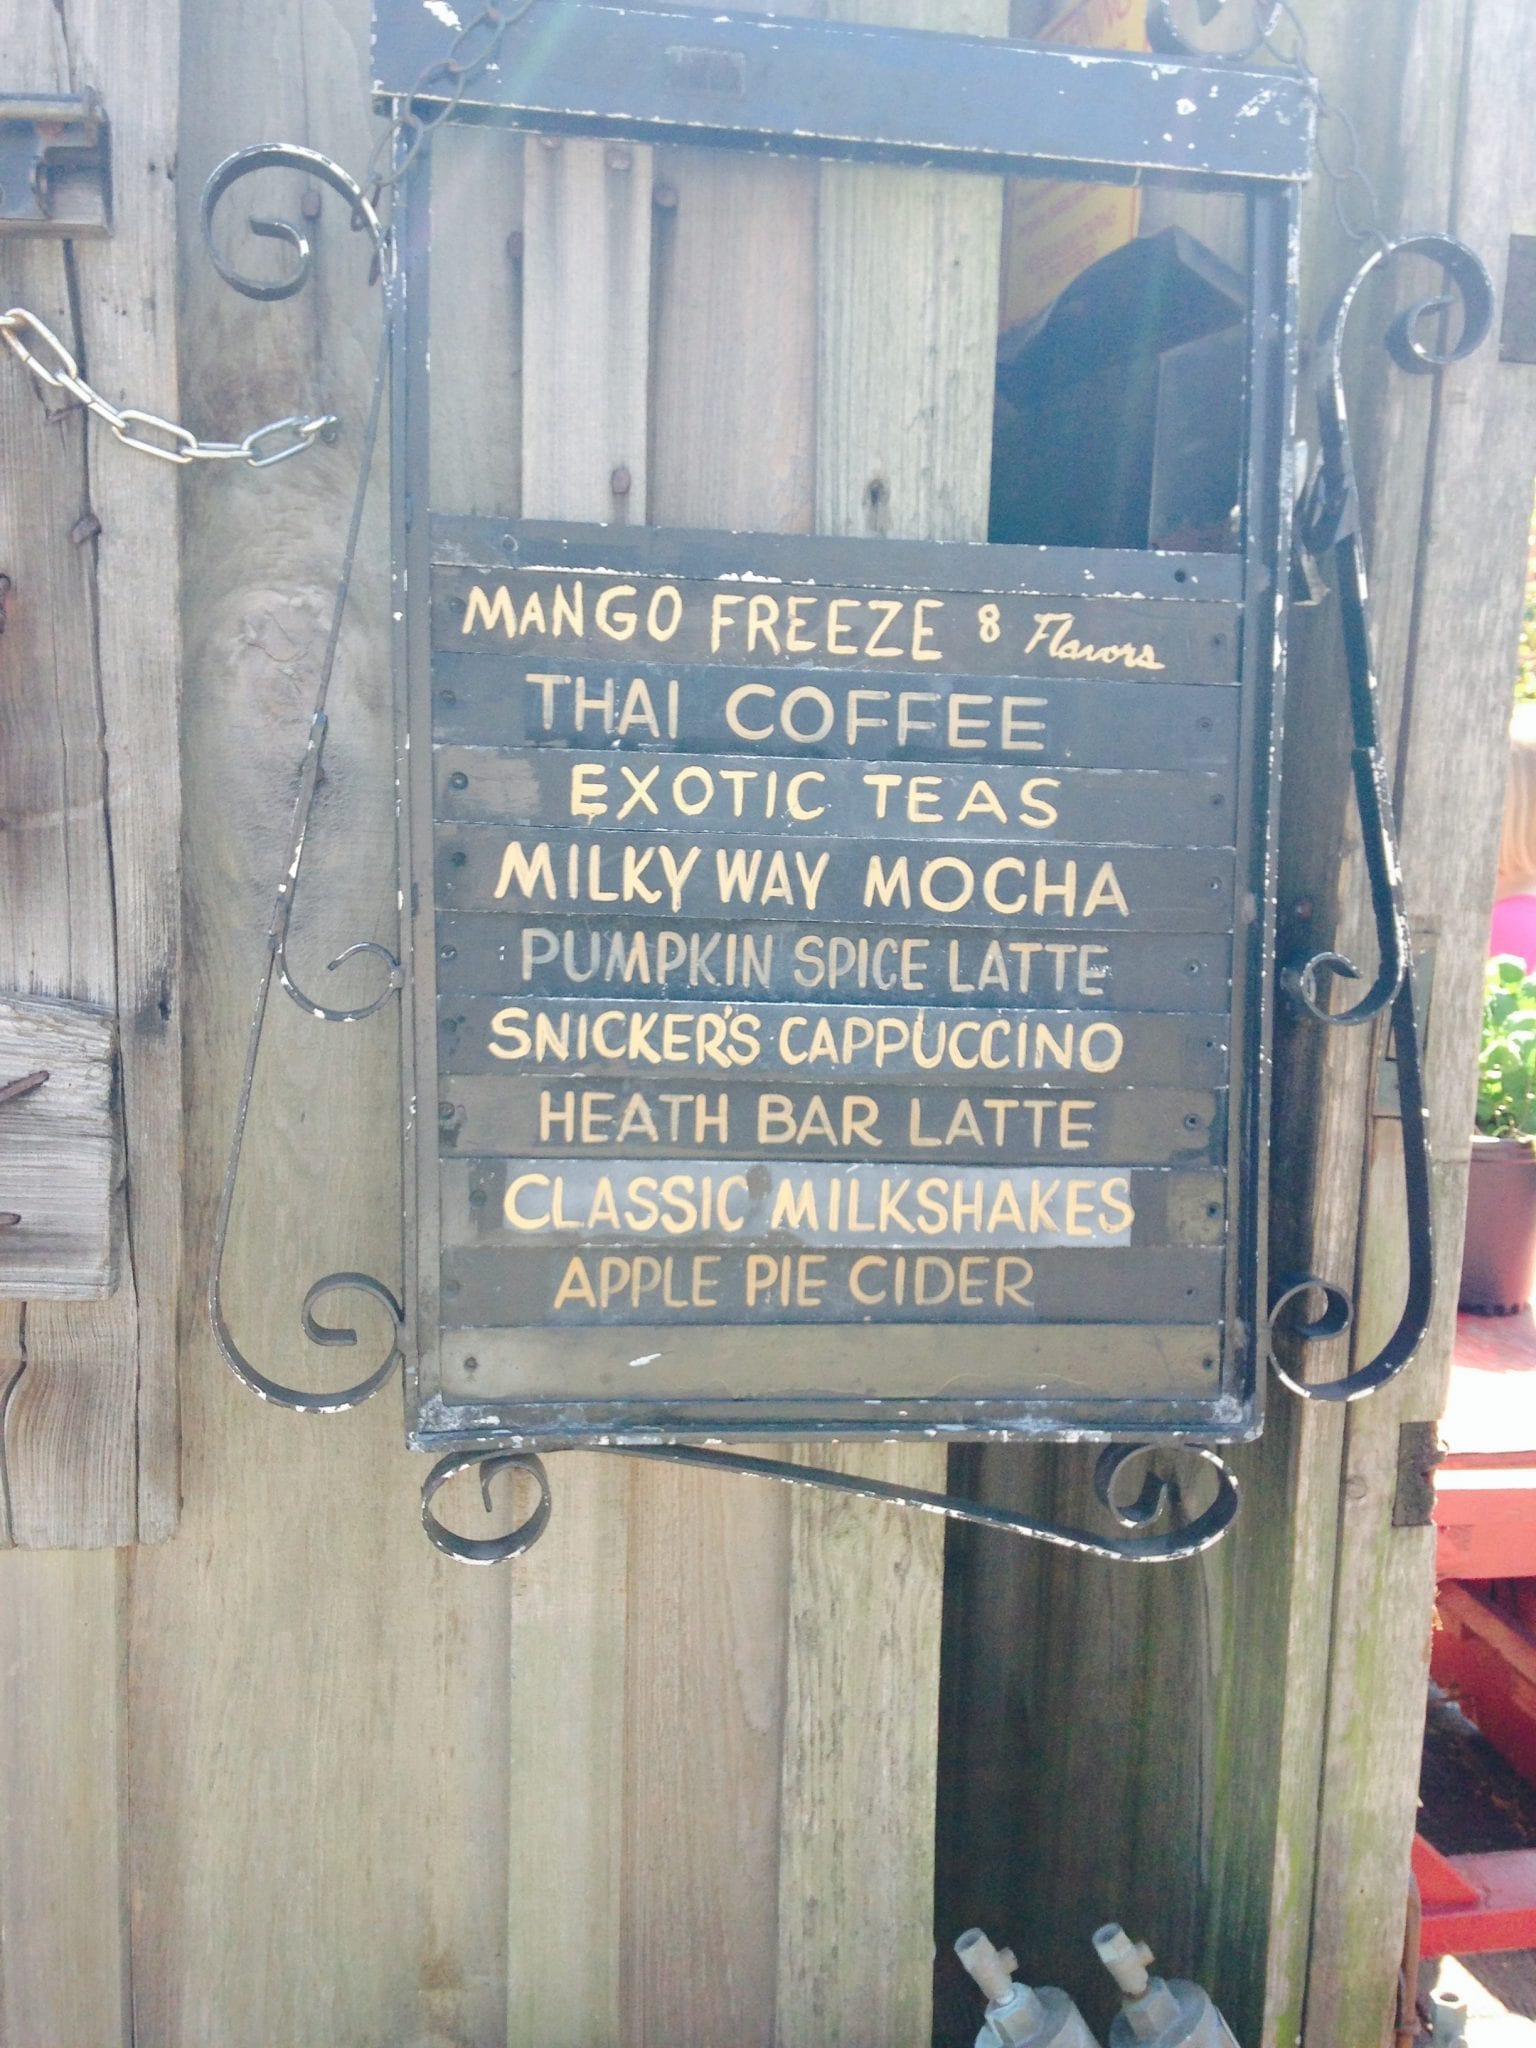 MANGO FREEZE 8 Flavors
THAI COFFEE
EXOTIC TEAS
MILKY WAY MOCHA
PUMPKIN SPICE LATTE
SNICKER'S CAPPUCCINO
HEATH BAR LATTE
CLASSIC MILKSHAKES
APPLE PIE CIDER